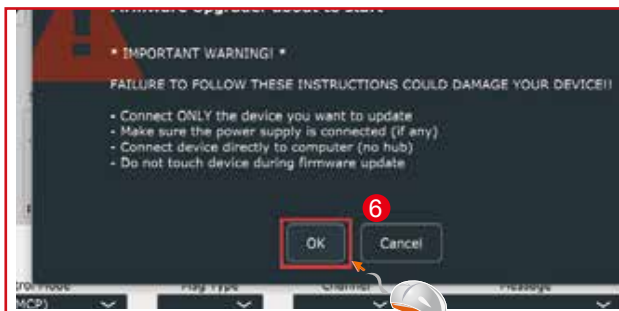 Firmware Upgrader about to start
* IMPORTANT WARNING! *
FAILURE TO FOLLOW THESE INSTRUCTIONS COULD DAMAGE YOUR DEVICE!!
- Connect ONLY the device you want to update
- Make sure the power supply is connected (if any)
- Connect device directly to computer (no hub)
- Do not touch device during firmware update
6
OK Cancel
Channel Message
MCP)